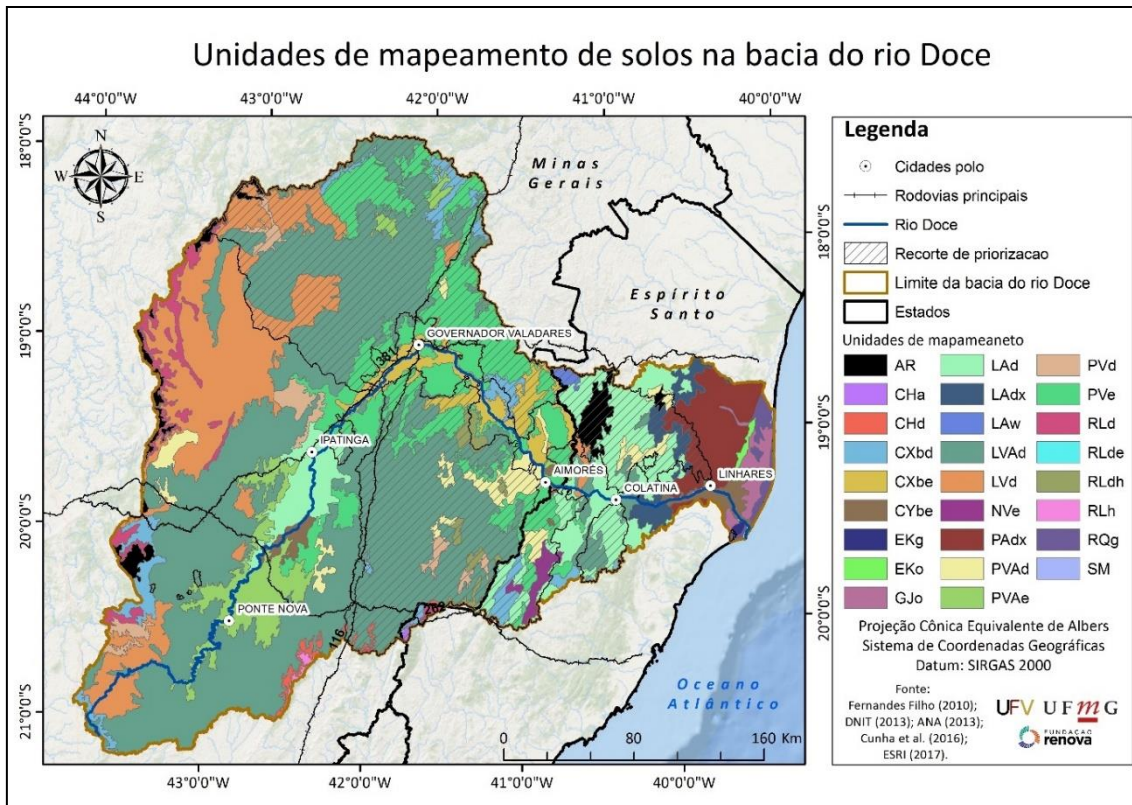 Unidades de mapeamento de solos na bacia do rio Doce
44°0'0"W 43°0'0"W 42°0'0"W 41°0'0"W 40°0'0"W
18°0'0"S
19°0'0"S
20°0'0"S
21°0'0"S
18°0'0"S
19°0'0"S
20°0'0"S
N
W E
S
Minas
Gerais
Espírito
Santo
GOVERNADOR VALADARES
381
IPATINGA
AIMORÉS
COLATINA
LINHARES
PONTE NOVA
116
262
Oceano
Atlântico
0 80 160 Km
43°0'0"W 42°0'0"W 41°0'0"W 40°0'0"W
Legenda
Cidades polo
Rodovias principais
Rio Doce
Recorte de priorizacao
Limite da bacia do rio Doce
Estados
Unidades de mapameaneto
AR LAd PVd
CHa LAdx PVe
CHd LAw RLd
CXbd LVAd RLde
CXbe LVd RLdh
CYbe NVe RLh
EKg PAdx RQg
EKo PVAd SM
GJo PVAe
Projeção Cônica Equivalente de Albers
Sistema de Coordenadas Geográficas
Datum: SIRGAS 2000
Fonte:
Fernandes Filho (2010);
DNIT (2013); ANA (2013);
Cunha et al. (2016);
ESRI (2017).
UFV UFmG
FUNDAÇÃO
renova